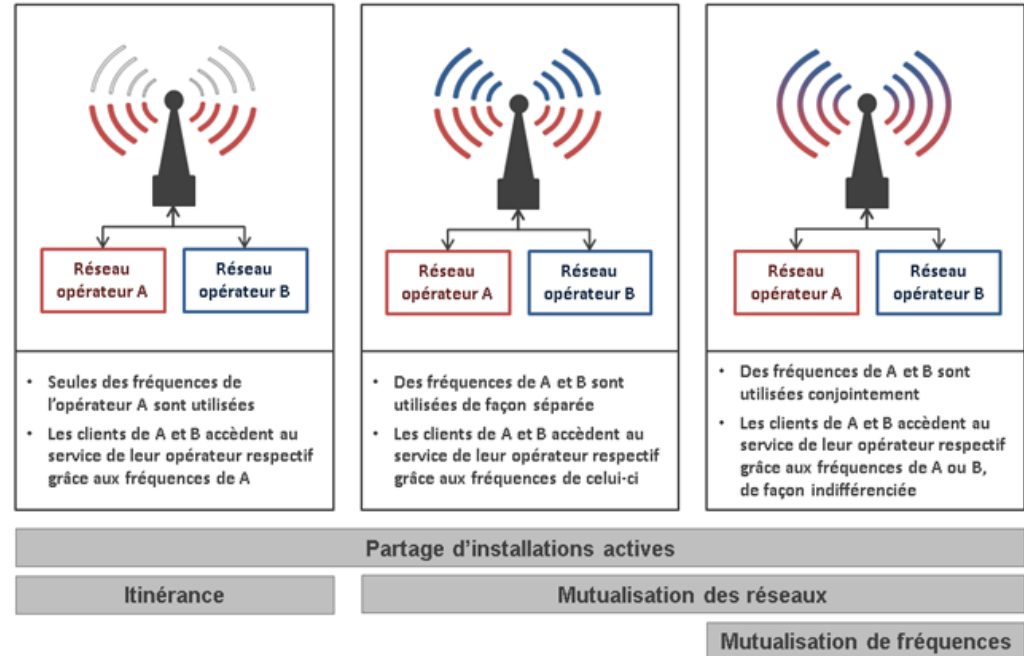 Réseau
opérateur A
Réseau
opérateur B
• Seules des fréquences de
l'opérateur A sont utilisées
• Les clients de A et B accèdent au
service de leur opérateur respectif
grâce aux fréquences de A
Réseau
opérateur A
Réseau
opérateur B
• Des fréquences de A et B sont
utilisées de façon séparée
• Les clients de A et B accèdent au
service de leur opérateur respectif
grâce aux fréquences de celui-ci
Réseau
opérateur A
Réseau
opérateur B
• Des fréquences de A et B sont
utilisées conjointement
• Les clients de A et B accèdent au
service de leur opérateur respectif
grâce aux fréquences de A ou B,
de façon indifférenciée
Partage d'installations actives
Itinérance
Mutualisation des réseaux
Mutualisation de fréquences